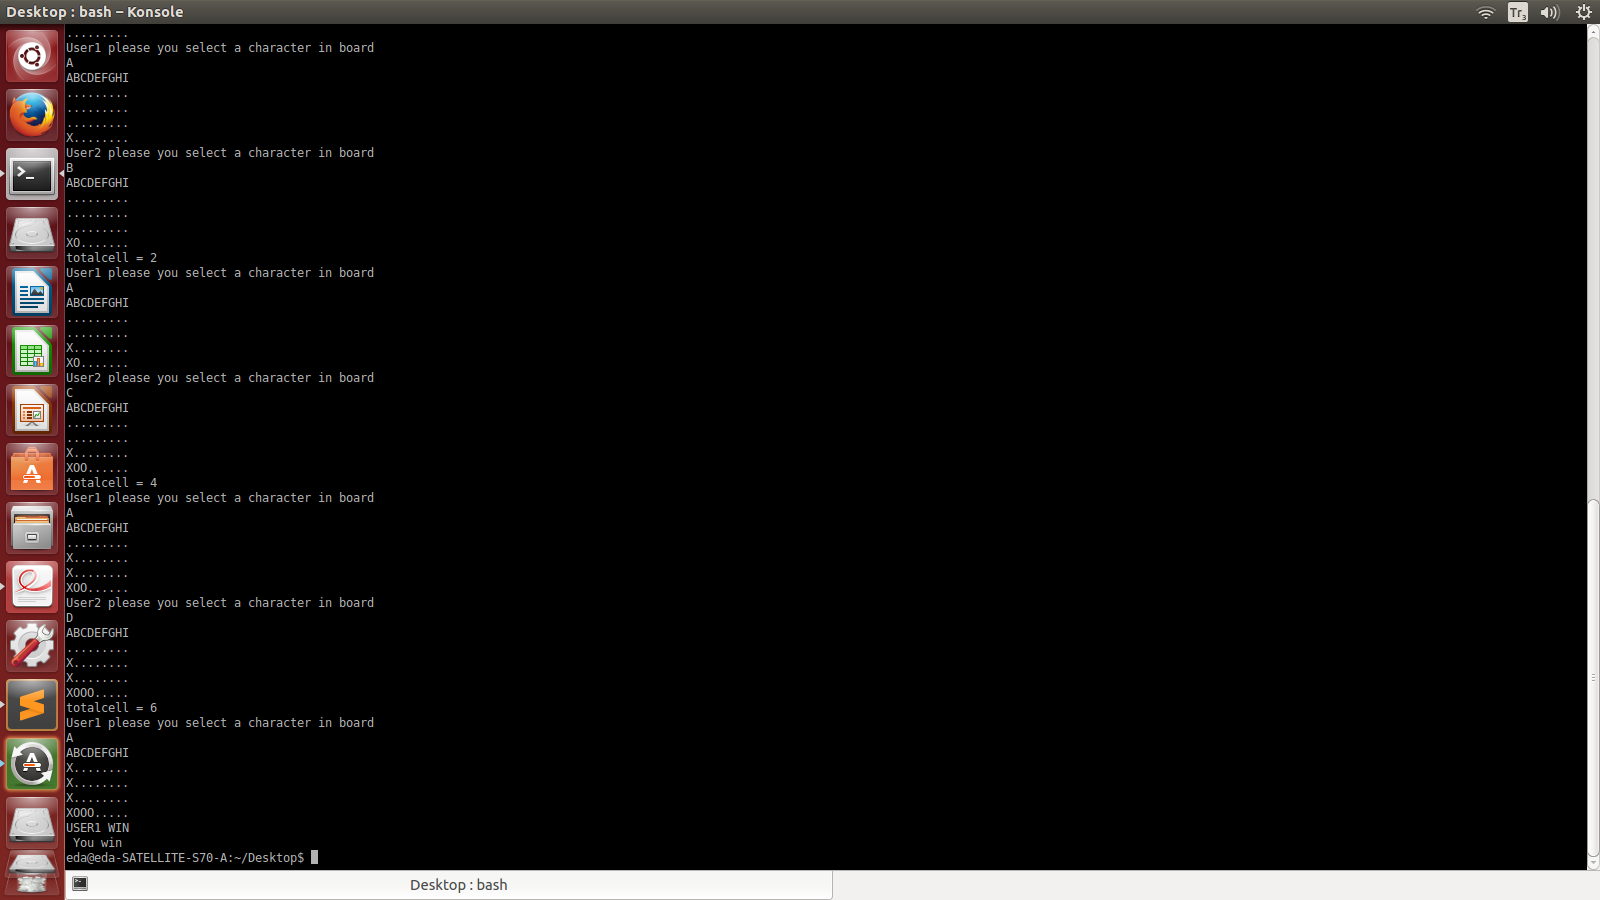 Desktop : bash – Konsole
Tr3
.........
User1 please you select a character in board
A
ABCDEFGHI
.........
.........
.........
X........
User2 please you select a character in board
B
ABCDEFGHI
.........
.........
.........
XO.......
totalcell = 2
User1 please you select a character in board
A
ABCDEFGHI
.........
.........
X........
XO.......
User2 please you select a character in board
C
ABCDEFGHI
.........
.........
X........
XOO......
totalcell = 4
User1 please you select a character in board
A
ABCDEFGHI
.........
X........
X........
XOO......
User2 please you select a character in board
D
ABCDEFGHI
.........
X........
X........
XOOO.....
totalcell = 6
User1 please you select a character in board
A
ABCDEFGHI
X........
X........
X........
XOOO.....
USER1 WIN
 You win
eda@eda-SATELLITE-S70-A:~/Desktop$
Desktop : bash